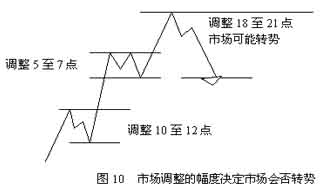 调整 18 至 21 点
市场可能转势
调整 5 至 7 点
调整 10 至 12 点
图 10 市场调整的幅度决定市场会否转势